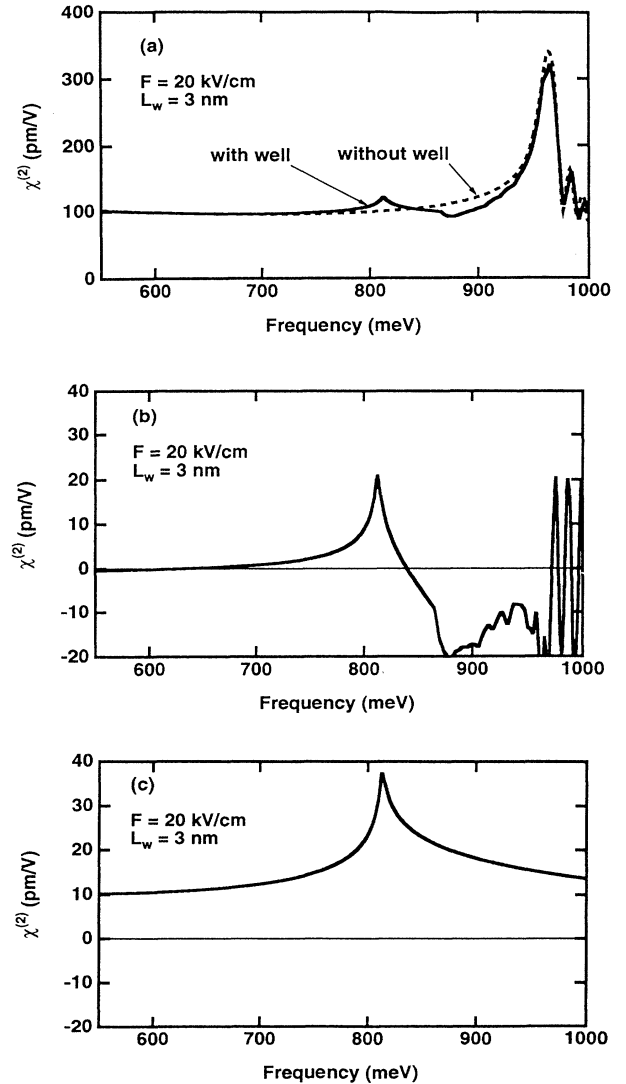 400
(a)
F = 20 kV/cm
L_w = 3 nm
300
χ^(2) (pm/V)
200
with well
without well
100
0
600 700 800 900 1000
Frequency (meV)
40
(b)
30
F = 20 kV/cm
L_w = 3 nm
20
χ^(2) (pm/V)
10
0
-10
-20
600 700 800 900 1000
Frequency (meV)
40
(c)
30
F = 20 kV/cm
L_w = 3 nm
20
χ^(2) (pm/V)
10
0
-10
-20
600 700 800 900 1000
Frequency (meV)